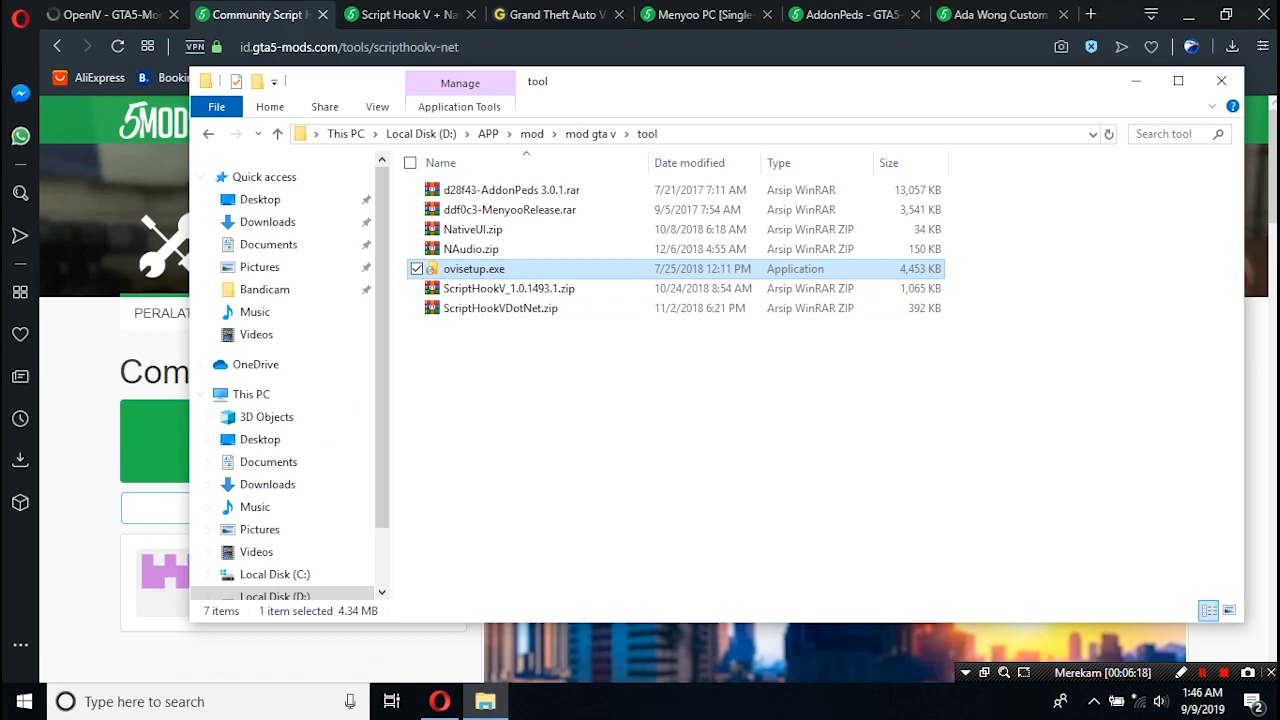 OpenIV - GTA5-Mo
Community Script H
Script Hook V + Na
Grand Theft Auto V
Menyoo PC [Single
AddonPeds - GTA5
Ada Wong Custom
VPN
id.gta5-mods.com/tools/scripthookv-net
AliExpress
B. Bookin
Manage
tool
File
Home
Share
View
Application Tools
5MOD
This PC
Local Disk (D:)
APP
mod
mod gta v
tool
Search tool
Name
Date modified
Type
Size
Quick access
Desktop
Downloads
Documents
Pictures
Bandicam
Music
Videos
OneDrive
This PC
3D Objects
Desktop
Documents
Downloads
Music
Pictures
Videos
Local Disk (C:)
Local Disk (D:)
d28f43-AddonPeds 3.0.1.rar 7/21/2017 7:11 AM Arsip WinRAR 13,057 KB
ddf0c3-MenyooRelease.rar 9/5/2017 7:54 AM Arsip WinRAR 3,541 KB
NativeUI.zip 10/8/2018 6:18 AM Arsip WinRAR ZIP 34 KB
NAudio.zip 12/6/2018 4:55 AM Arsip WinRAR ZIP 150 KB
ovisetup.exe 7/25/2018 12:11 PM Application 4,453 KB
ScriptHookV_1.0.1493.1.zip 10/24/2018 8:54 AM Arsip WinRAR ZIP 1,065 KB
ScriptHookVDotNet.zip 11/2/2018 6:21 PM Arsip WinRAR ZIP 392 KB
PERALAT
Com
7 items
1 item selected 4.34 MB
Merekam [00:06:18]
Type here to search
1:46 AM
9/9/2019
2